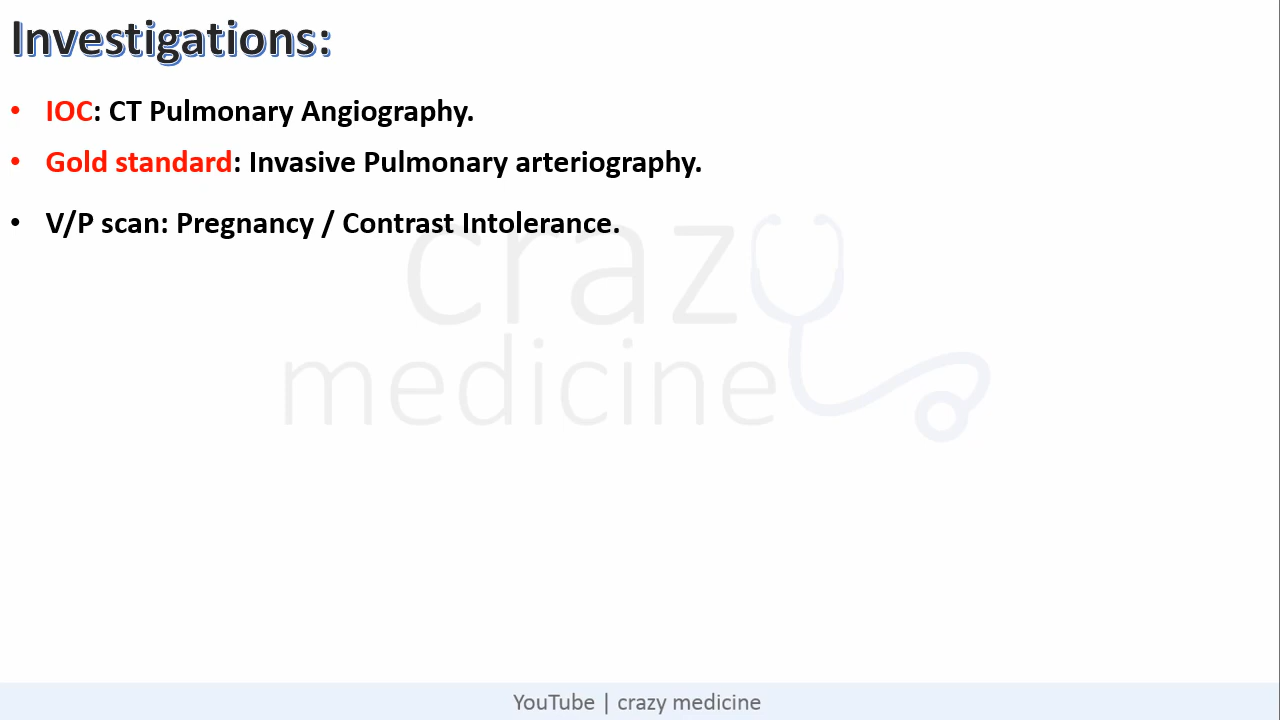 Investigations:
• IOC: CT Pulmonary Angiography.
• Gold standard: Invasive Pulmonary arteriography.
• V/P scan: Pregnancy / Contrast Intolerance.
crazy
medicine
YouTube | crazy medicine